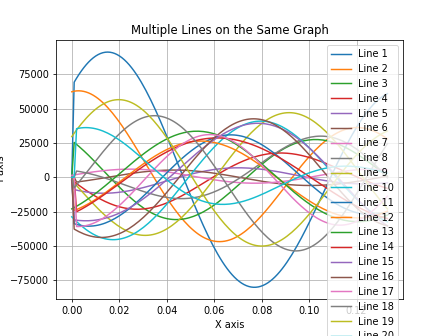 Multiple Lines on the Same Graph
75000
50000
25000
0
−25000
−50000
−75000
0.00
0.02
0.04
0.06
0.08
0.10
X axis
Line 1
Line 2
Line 3
Line 4
Line 5
Line 6
Line 7
Line 8
Line 9
Line 10
Line 11
Line 12
Line 13
Line 14
Line 15
Line 16
Line 17
Line 18
Line 19
Line 20